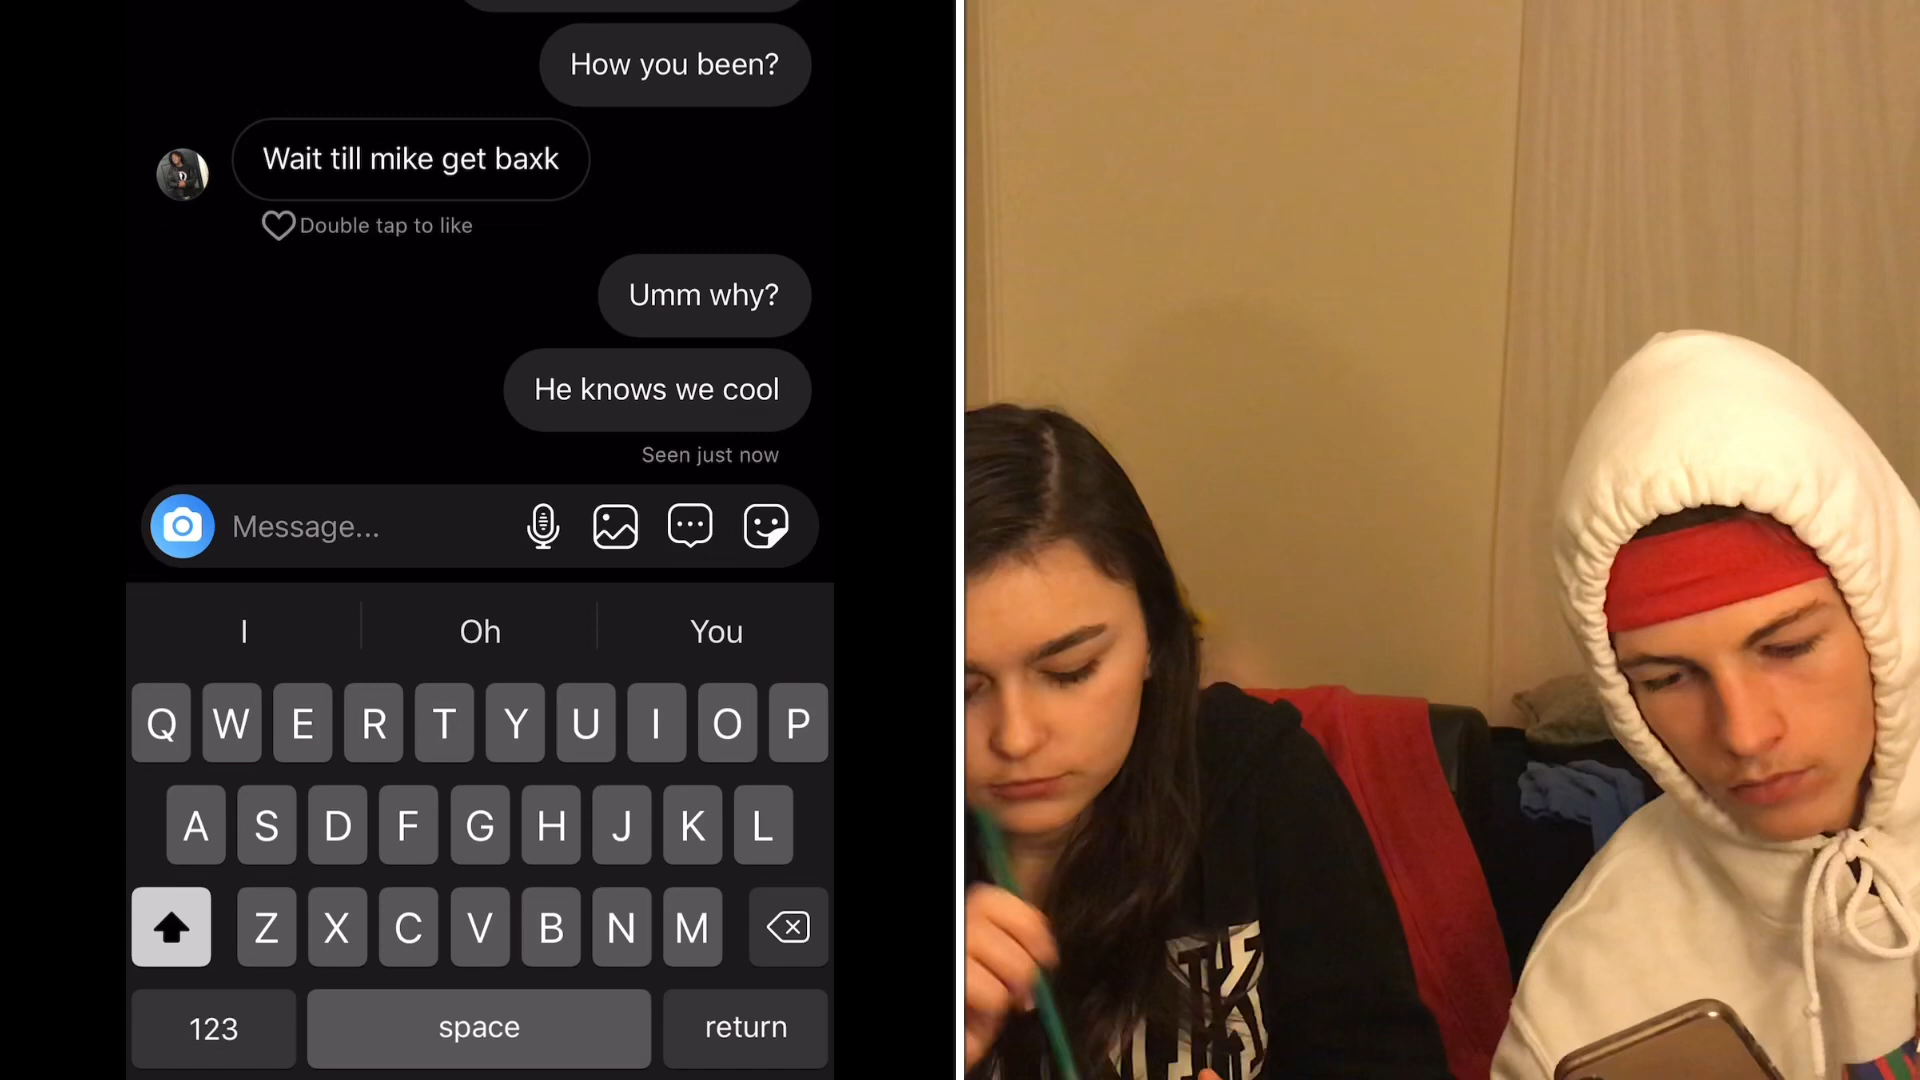 How you been?
Wait till mike get baxk
Double tap to like
Umm why?
He knows we cool
Seen just now
Message...
I Oh You
Q W E R T Y U I O P
A S D F G H J K L
Z X C V B N M
123 space return